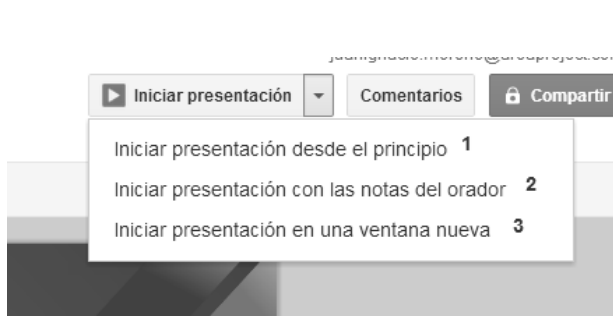 Iniciar presentación Comentarios Compartir
Iniciar presentación desde el principio 1
Iniciar presentación con las notas del orador 2
Iniciar presentación en una ventana nueva 3